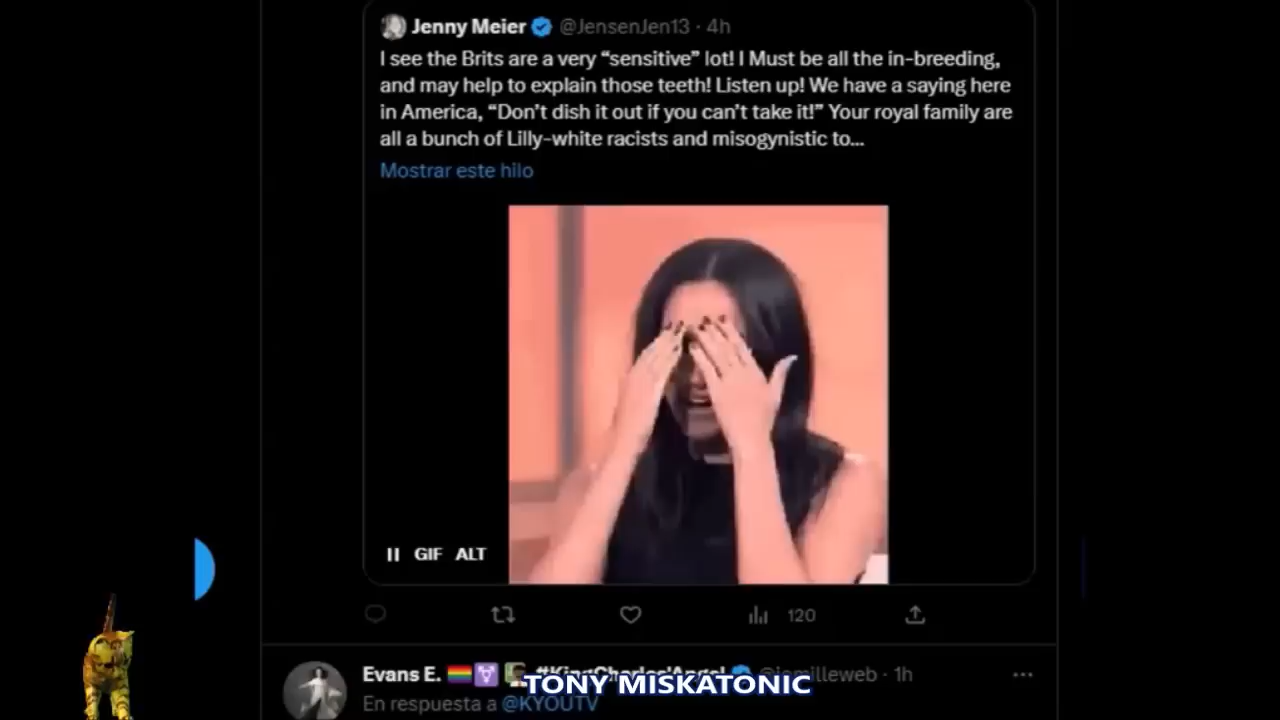 Jenny Meier @JensenJen13 · 4h
I see the Brits are a very “sensitive” lot! I Must be all the in-breeding,
and may help to explain those teeth! Listen up! We have a saying here
in America, “Don’t dish it out if you can’t take it!” Your royal family are
all a bunch of Lilly-white racists and misogynistic to...
Mostrar este hilo
GIF ALT
120
Evans E. #KingCharles'Angel @jamilleweb · 1h
TONY MISKATONIC
En respuesta a @KYOUTV